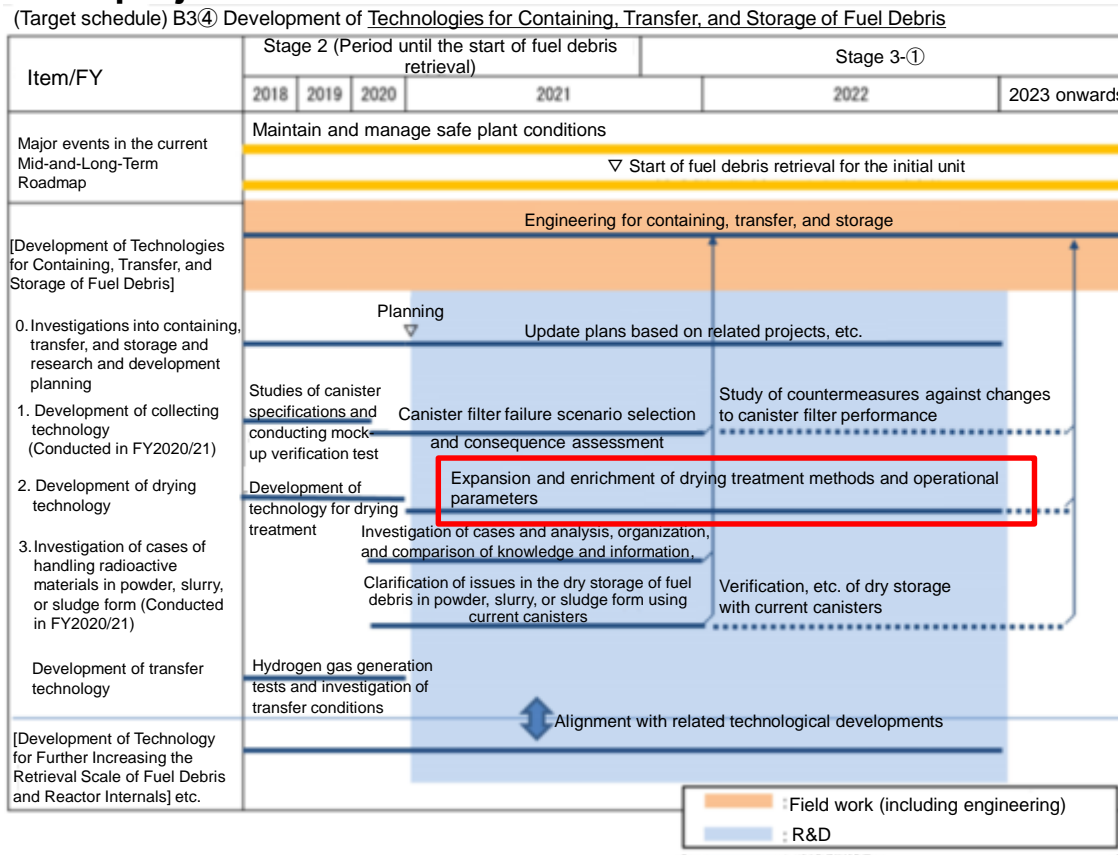 (Target schedule) B3④ Development of Technologies for Containing, Transfer, and Storage of Fuel Debris
Item/FY
Stage 2 (Period until the start of fuel debris
retrieval)
Stage 3-①
2018 2019 2020 2021 2022 2023 onwards
Major events in the current
Mid-and-Long-Term
Roadmap
Maintain and manage safe plant conditions
▽ Start of fuel debris retrieval for the initial unit
[Development of Technologies
for Containing, Transfer, and
Storage of Fuel Debris]
Engineering for containing, transfer, and storage
0. Investigations into containing,
transfer, and storage and
research and development
planning
Planning
▽
Update plans based on related projects, etc.
1. Development of collecting
technology
(Conducted in FY2020/21)
Studies of canister
specifications and
conducting mock-
up verification test
Canister filter failure scenario selection
and consequence assessment
Study of countermeasures against changes
to canister filter performance
2. Development of drying
technology
Development of
technology for drying
treatment
Expansion and enrichment of drying treatment methods and operational
parameters
3. Investigation of cases of
handling radioactive
materials in powder, slurry,
or sludge form (Conducted
in FY2020/21)
Investigation of cases and analysis, organization,
and comparison of knowledge and information,
Clarification of issues in the dry storage of fuel
debris in powder, slurry, or sludge form using
current canisters
Verification, etc. of dry storage
with current canisters
Development of transfer
technology
Hydrogen gas generation
tests and investigation of
transfer conditions
Alignment with related technological developments
[Development of Technology
for Further Increasing the
Retrieval Scale of Fuel Debris
and Reactor Internals] etc.
: Field work (including engineering)
: R&D